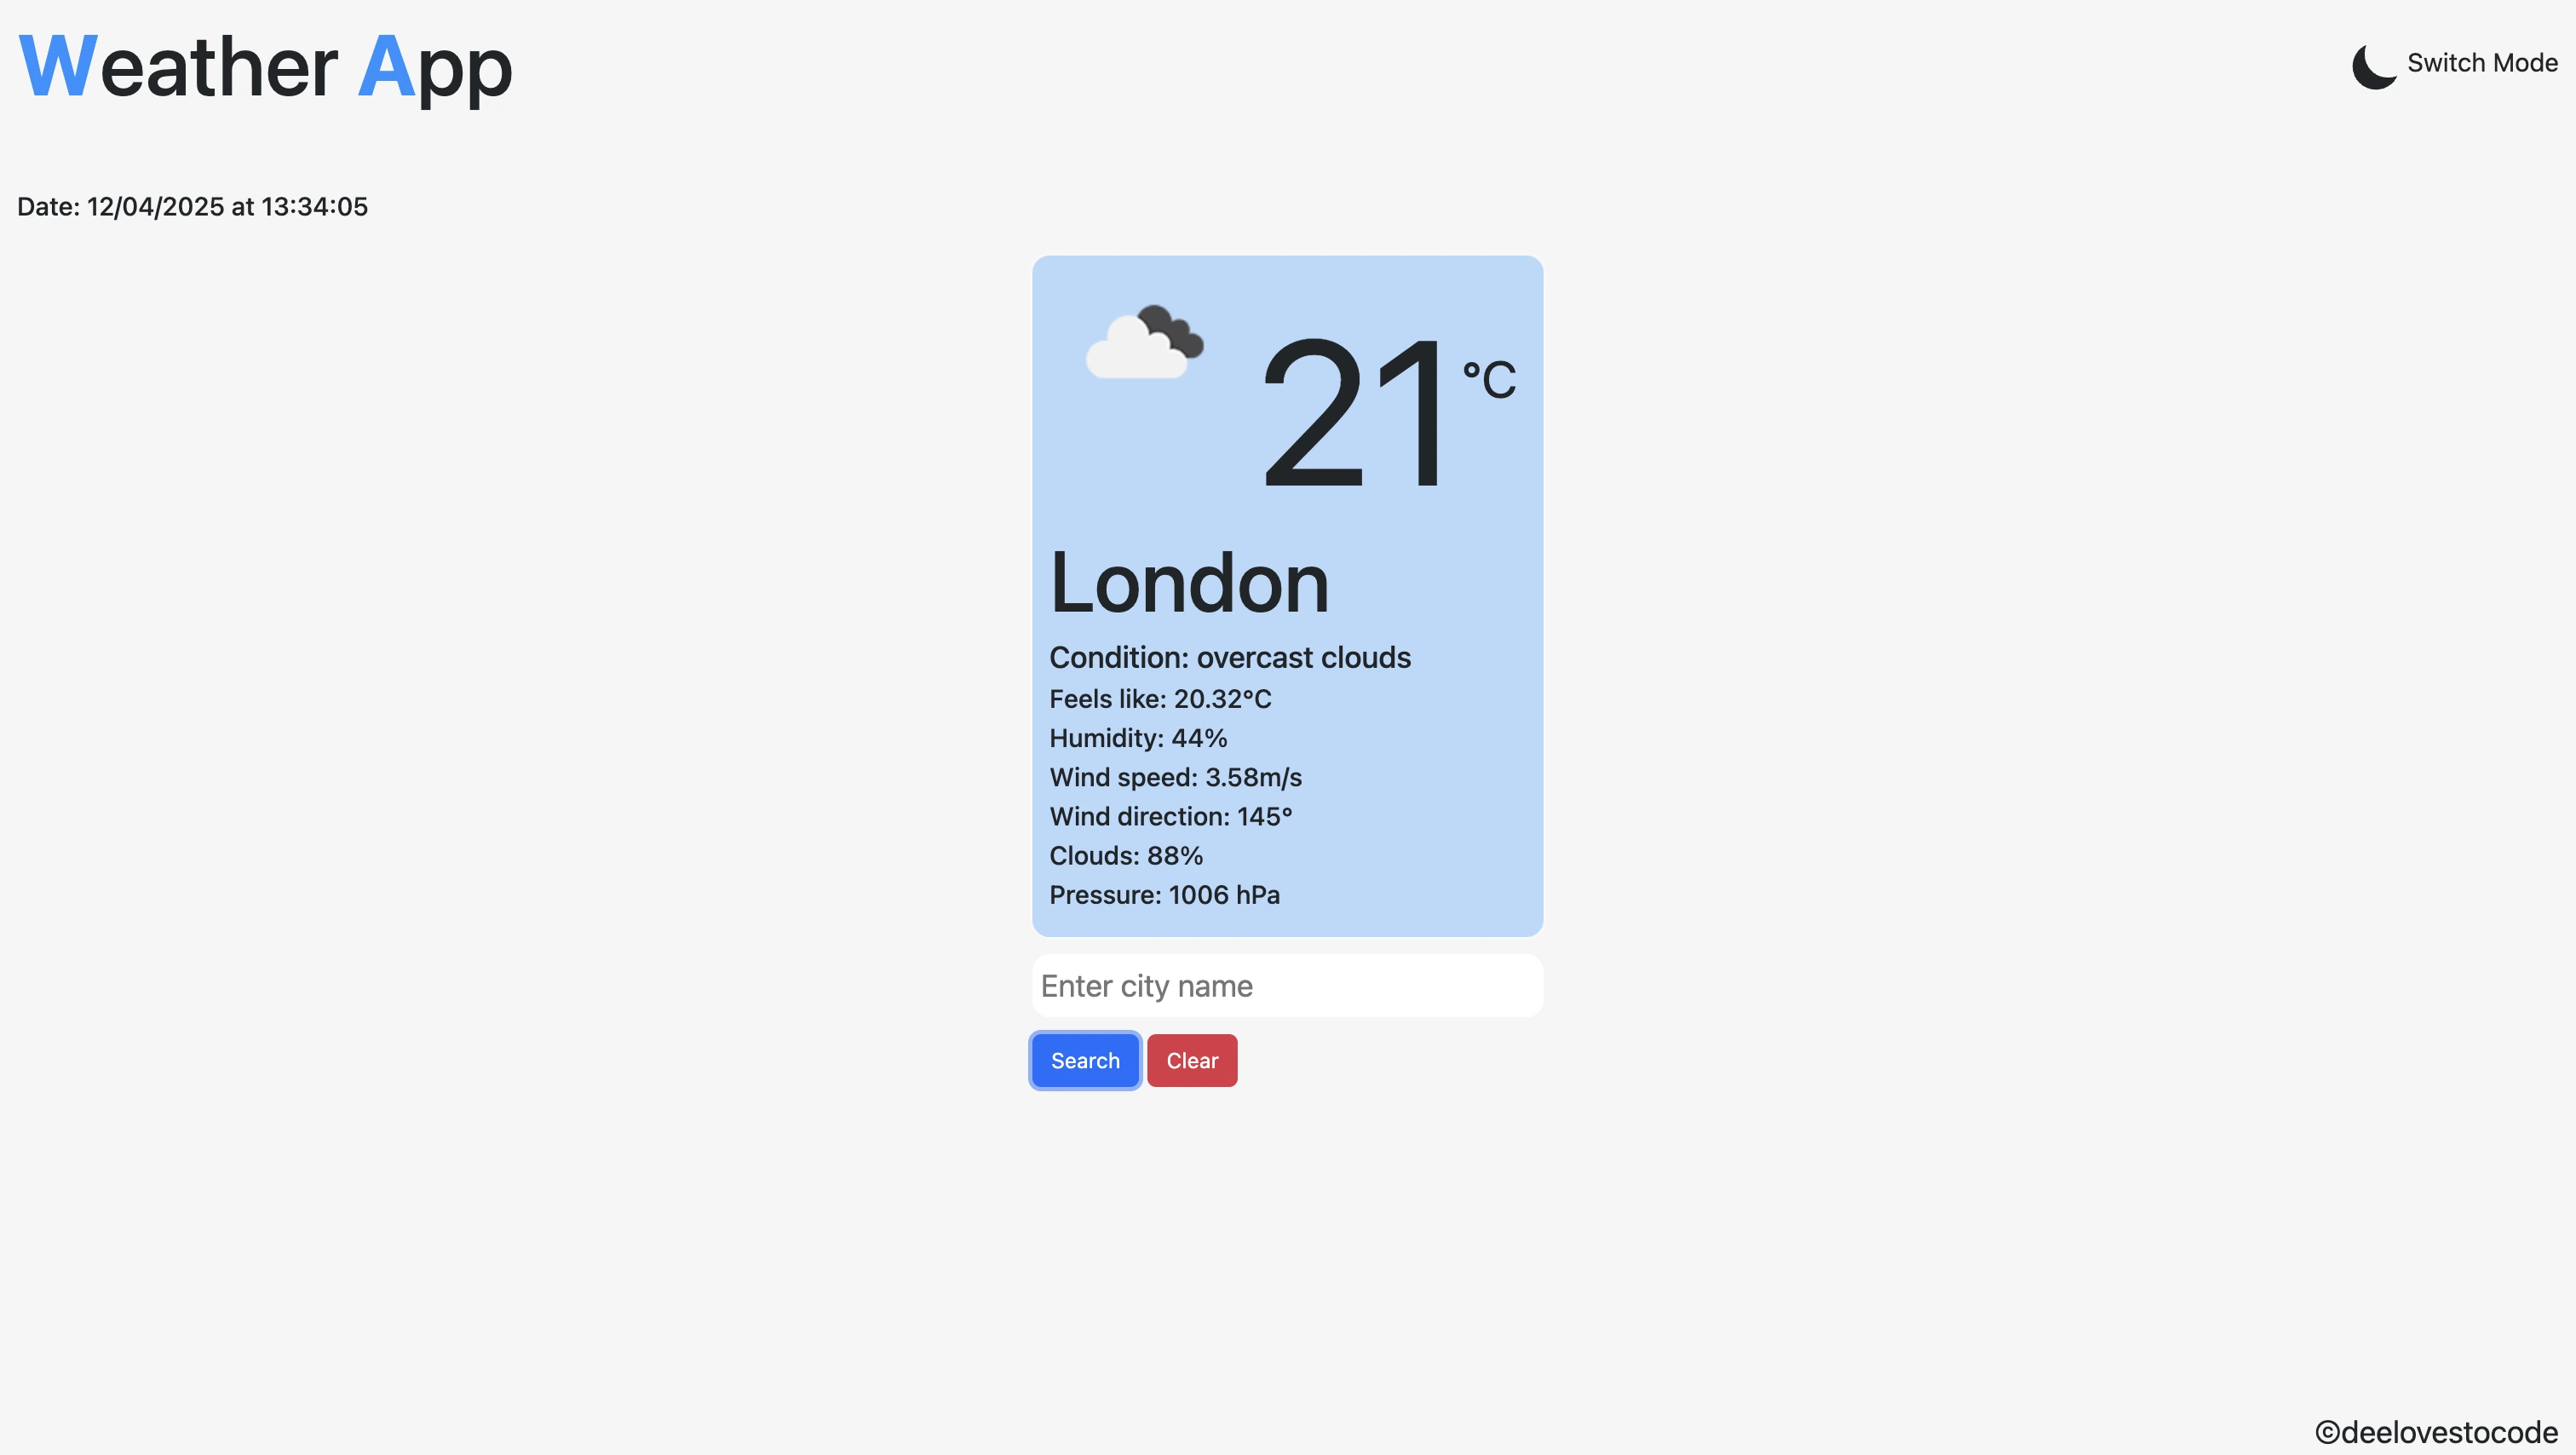 Weather App
Switch Mode
Date: 12/04/2025 at 13:34:05
21 °C
London
Condition: overcast clouds
Feels like: 20.32°C
Humidity: 44%
Wind speed: 3.58m/s
Wind direction: 145°
Clouds: 88%
Pressure: 1006 hPa
Enter city name
Search Clear
©deelovestocode